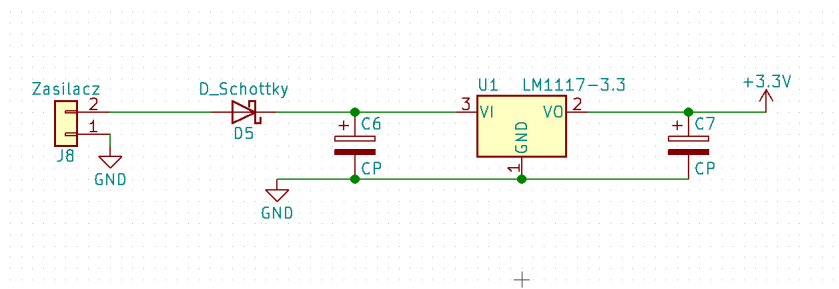 Zasilacz
2
1
J8
GND
D_Schottky
D5
GND
+
C6
CP
U1
LM1117-3.3
3
VI
VO
2
GND
1
+
C7
CP
+3.3V